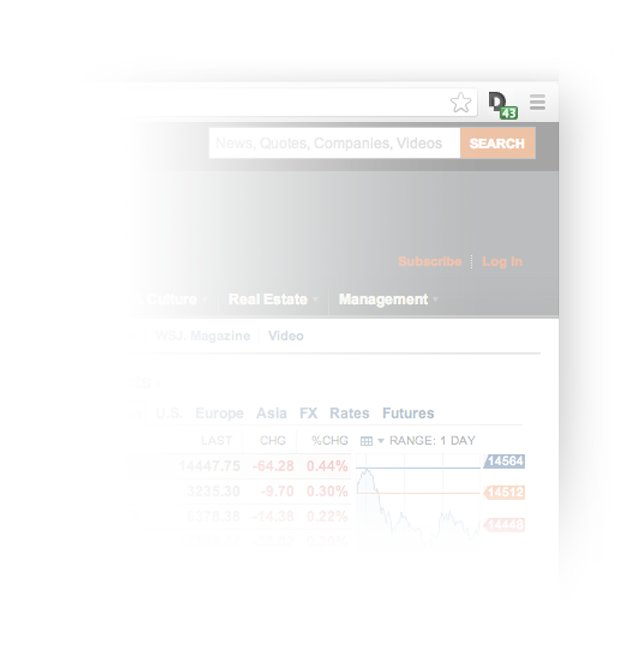 D 43
News, Quotes, Companies, Videos SEARCH
Subscribe Log In
Culture Real Estate Management
WSJ. Magazine Video
U.S. Europe Asia FX Rates Futures
LAST CHG %CHG RANGE: 1 DAY
14564
14447.75 -64.28 0.44%
3235.30 -9.70 0.30% 14512
-14.38 0.22%
14448